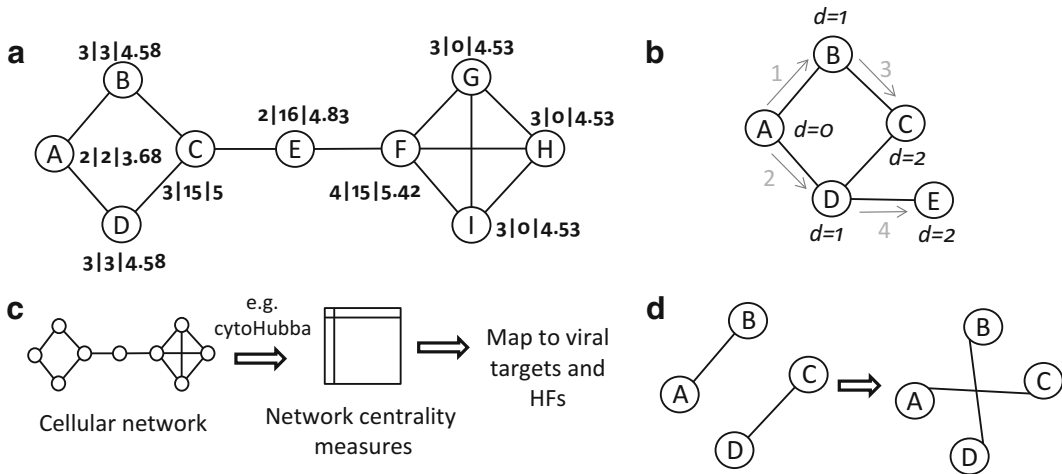 a
3|3|4.58
B
A
2|2|3.68
C
3|15|5
D
3|3|4.58
2|16|4.83
E
F
4|15|5.42
3|0|4.53
G
3|0|4.53
H
I
3|0|4.53
b
d=1
B
1
3
A
d=0
C
d=2
2
D
d=1
4
E
d=2
c
e.g.
cytoHubba
Cellular network
Network centrality
measures
Map to viral
targets and
HFs
d
B
A
C
D
B
A
C
D